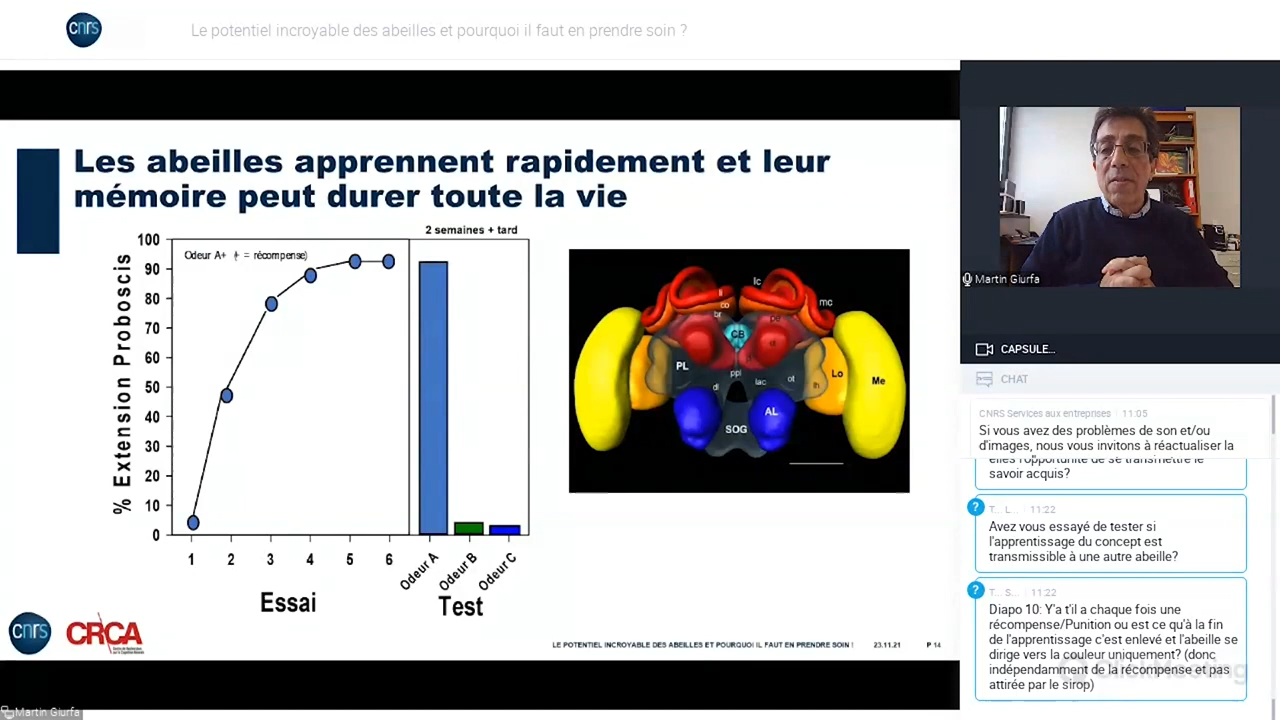 cnrs
Le potentiel incroyable des abeilles et pourquoi il faut en prendre soin ?
Les abeilles apprennent rapidement et leur
mémoire peut durer toute la vie
2 semaines + tard
Odeur A+ (+ = récompense)
% Extension Proboscis
100
90
80
70
60
50
40
30
20
10
0
1 2 3 4 5 6
Odeur A
Odeur B
Odeur C
Essai
Test
lc
li
mc
co
br
pe
CB
α
β
PL
ppl
Lo
Me
dl
lac
ot
lh
AL
SOG
cnrs
CRCA
LE POTENTIEL INCROYABLE DES ABEILLES ET POURQUOI IL FAUT EN PRENDRE SOIN !
23.11.21
P 14
Martin Giurfa
Martin Giurfa
CAPSULE...
CHAT
CNRS Services aux entreprises | 11:05
Si vous avez des problèmes de son et/ou
d'images, nous vous invitons à réactualiser la
elles l'opportunité de se transmettre le
savoir acquis?
T... L... | 11:22
Avez vous essayé de tester si
l'apprentissage du concept est
transmissible à une autre abeille?
T... S... | 11:22
Diapo 10: Y'a t'il a chaque fois une
récompense/Punition ou est ce qu'à la fin
de l'apprentissage c'est enlevé et l'abeille se
dirige vers la couleur uniquement? (donc
indépendamment de la récompense et pas
attirée par le sirop)